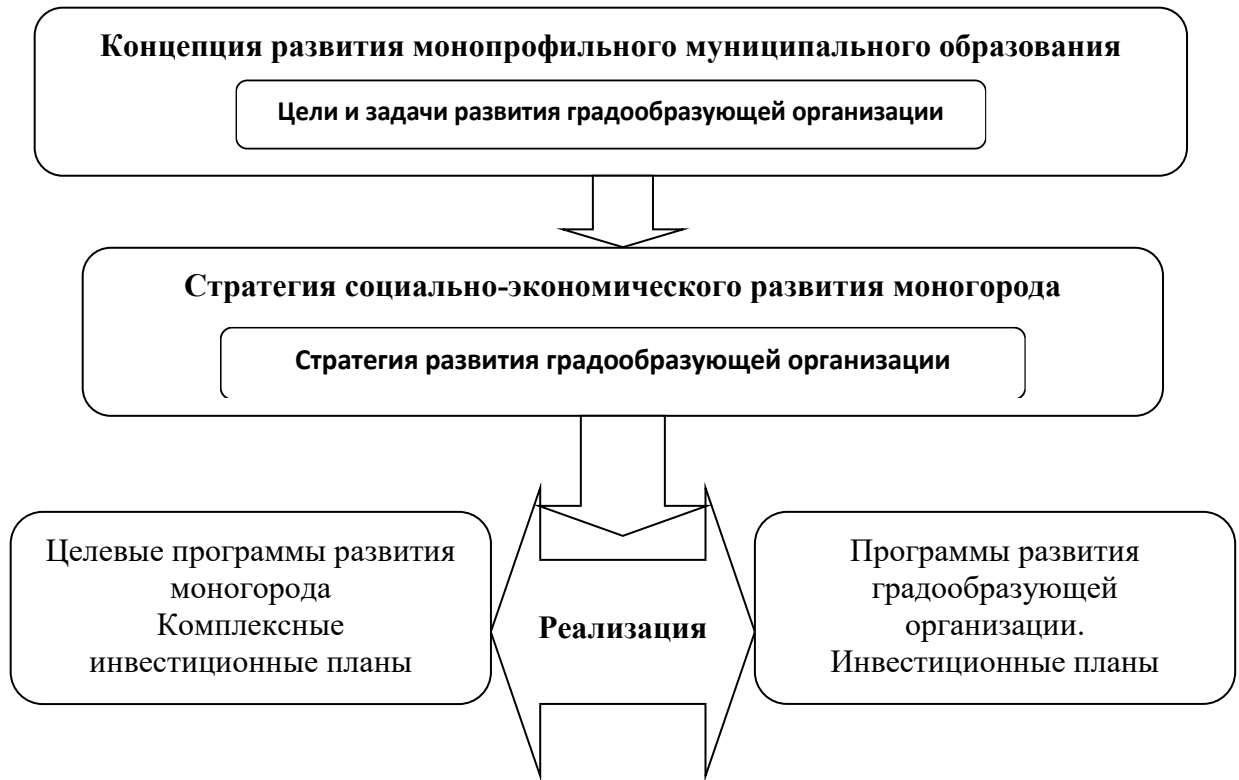 Концепция развития монопрофильного муниципального образования
Цели и задачи развития градообразующей организации
Стратегия социально-экономического развития моногорода
Стратегия развития градообразующей организации
Целевые программы развития
моногорода
Комплексные
инвестиционные планы
Реализация
Программы развития
градообразующей
организации.
Инвестиционные планы